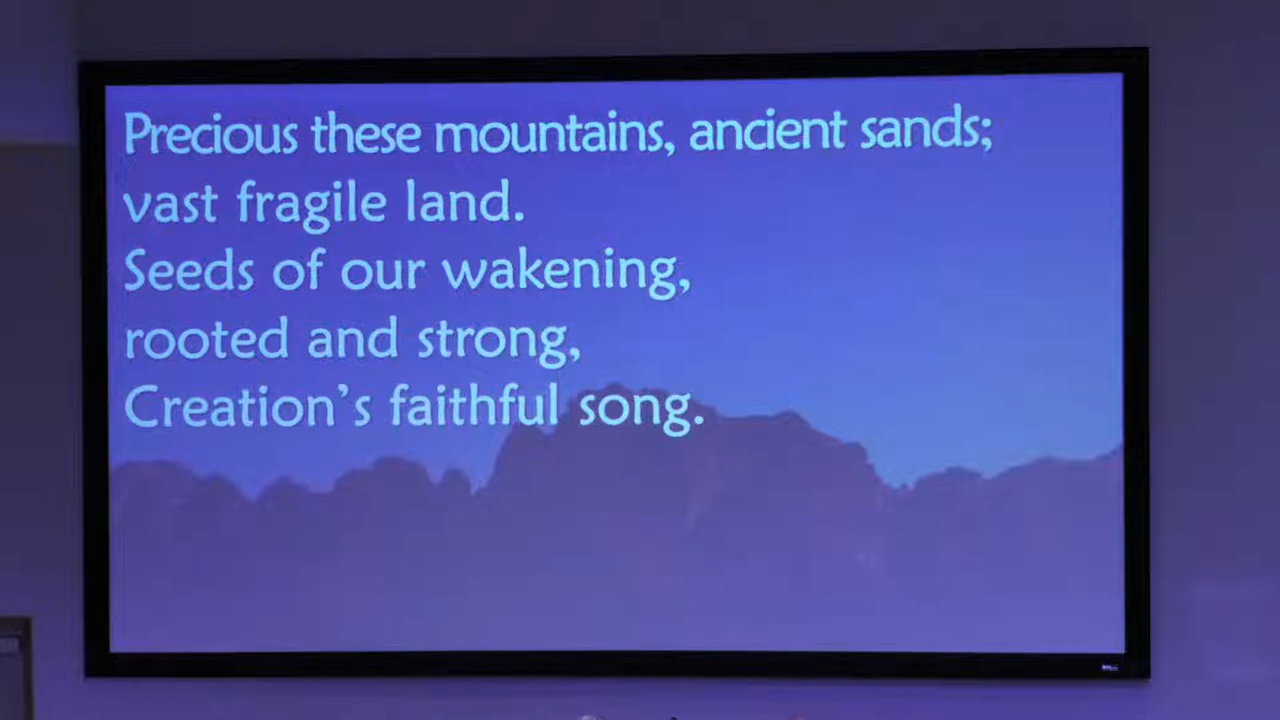 Precious these mountains, ancient sands;
vast fragile land.
Seeds of our wakening,
rooted and strong,
Creation’s faithful song.